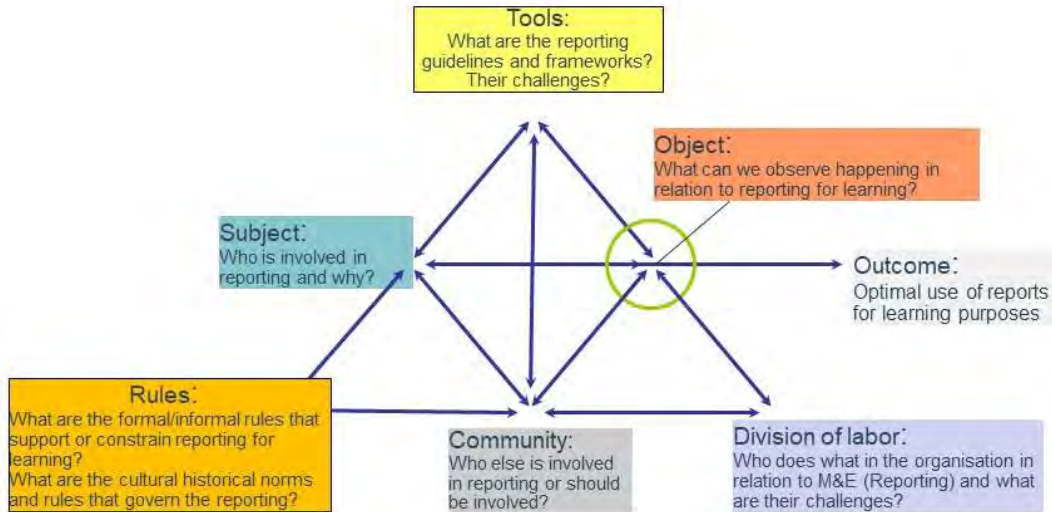 Tools:
What are the reporting
guidelines and frameworks?
Their challenges?
Object:
What can we observe happening in
relation to reporting for learning?
Subject:
Who is involved in
reporting and why?
Outcome:
Optimal use of reports
for learning purposes
Rules:
What are the formal/informal rules that
support or constrain reporting for
learning?
What are the cultural historical norms
and rules that govern the reporting?
Community:
Who else is involved
in reporting or should
be involved?
Division of labor:
Who does what in the organisation in
relation to M&E (Reporting) and what
are their challenges?